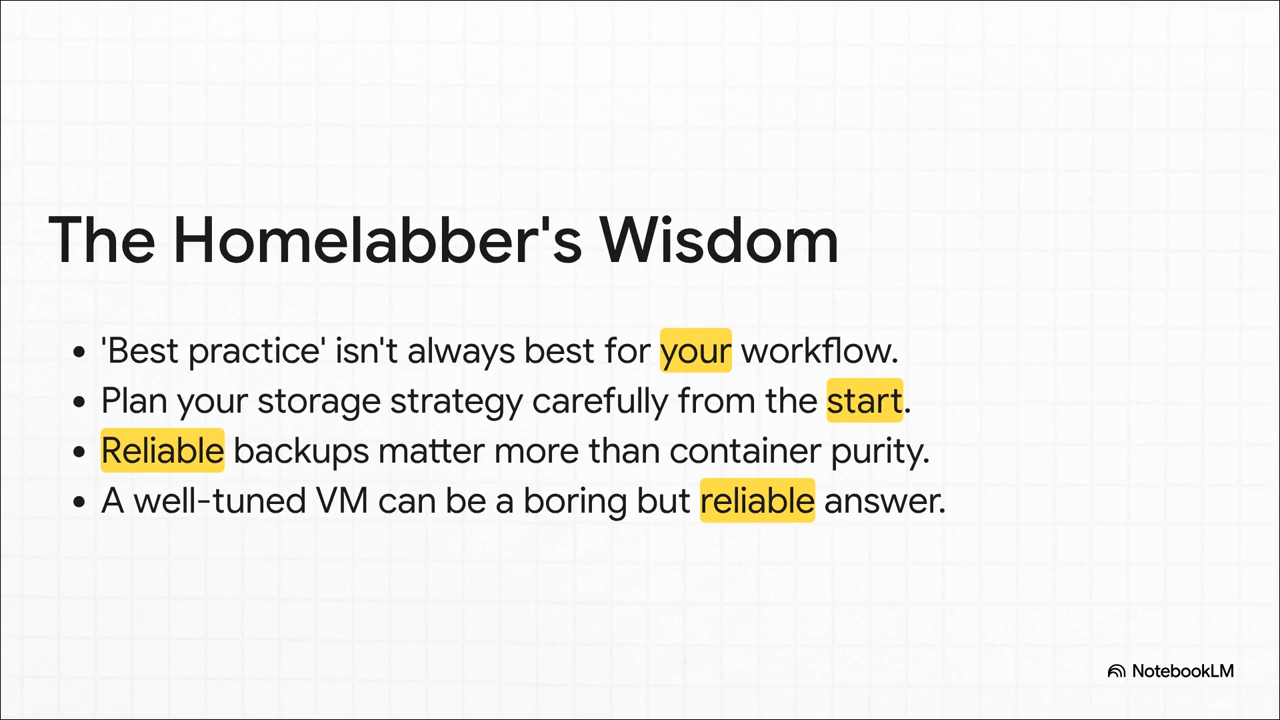 The Homelabber's Wisdom
• 'Best practice' isn't always best for your workflow.
• Plan your storage strategy carefully from the start.
• Reliable backups matter more than container purity.
• A well-tuned VM can be a boring but reliable answer.
NotebookLM